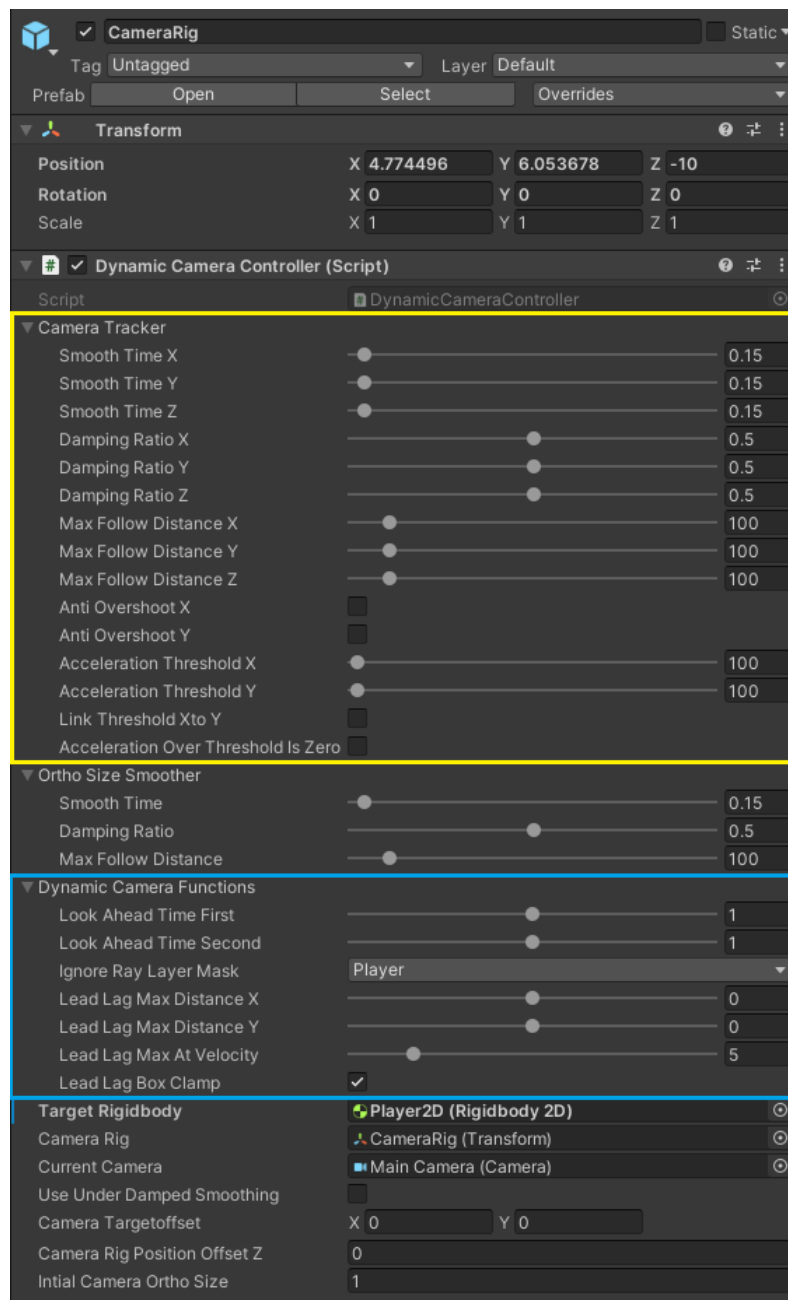 CameraRig Static
Tag Untagged Layer Default
Prefab Open Select Overrides
Transform
Position X 4.774496 Y 6.053678 Z -10
Rotation X 0 Y 0 Z 0
Scale X 1 Y 1 Z 1
# Dynamic Camera Controller (Script)
Script # DynamicCameraController
Camera Tracker
Smooth Time X 0.15
Smooth Time Y 0.15
Smooth Time Z 0.15
Damping Ratio X 0.5
Damping Ratio Y 0.5
Damping Ratio Z 0.5
Max Follow Distance X 100
Max Follow Distance Y 100
Max Follow Distance Z 100
Anti Overshoot X
Anti Overshoot Y
Acceleration Threshold X 100
Acceleration Threshold Y 100
Link Threshold Xto Y
Acceleration Over Threshold Is Zero
Ortho Size Smoother
Smooth Time 0.15
Damping Ratio 0.5
Max Follow Distance 100
Dynamic Camera Functions
Look Ahead Time First 1
Look Ahead Time Second 1
Ignore Ray Layer Mask Player
Lead Lag Max Distance X 0
Lead Lag Max Distance Y 0
Lead Lag Max At Velocity 5
Lead Lag Box Clamp
Target Rigidbody Player2D (Rigidbody 2D)
Camera Rig CameraRig (Transform)
Current Camera Main Camera (Camera)
Use Under Damped Smoothing
Camera Targetoffset X 0 Y 0
Camera Rig Position Offset Z 0
Intial Camera Ortho Size 1